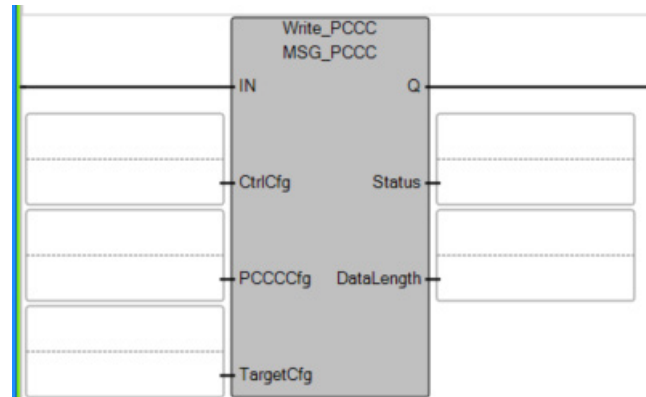 Write_PCCC
MSG_PCCC
IN Q
CtrlCfg Status
PCCCCfg DataLength
TargetCfg